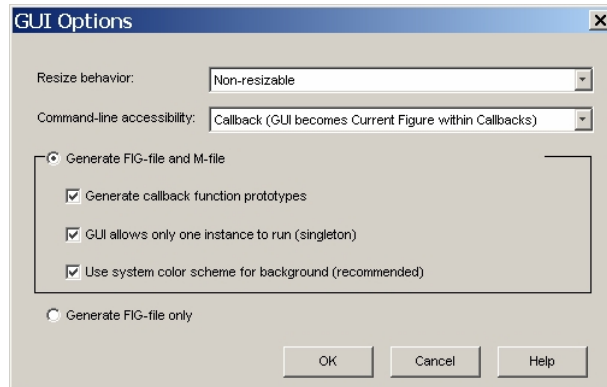 GUI Options
Resize behavior: Non-resizable
Command-line accessibility: Callback (GUI becomes Current Figure within Callbacks)
Generate FIG-file and M-file
Generate callback function prototypes
GUI allows only one instance to run (singleton)
Use system color scheme for background (recommended)
Generate FIG-file only
OK Cancel Help